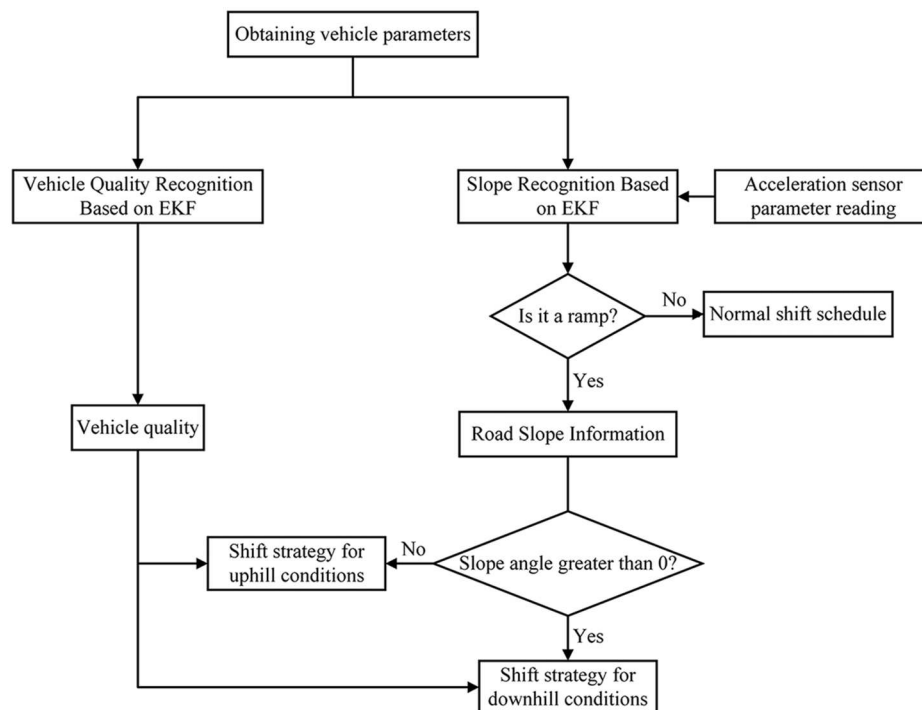 Obtaining vehicle parameters
Vehicle Quality Recognition
Based on EKF
Slope Recognition Based
on EKF
Acceleration sensor
parameter reading
Is it a ramp?
No
Normal shift schedule
Yes
Vehicle quality
Road Slope Information
Shift strategy for
uphill conditions
No
Slope angle greater than 0?
Yes
Shift strategy for
downhill conditions